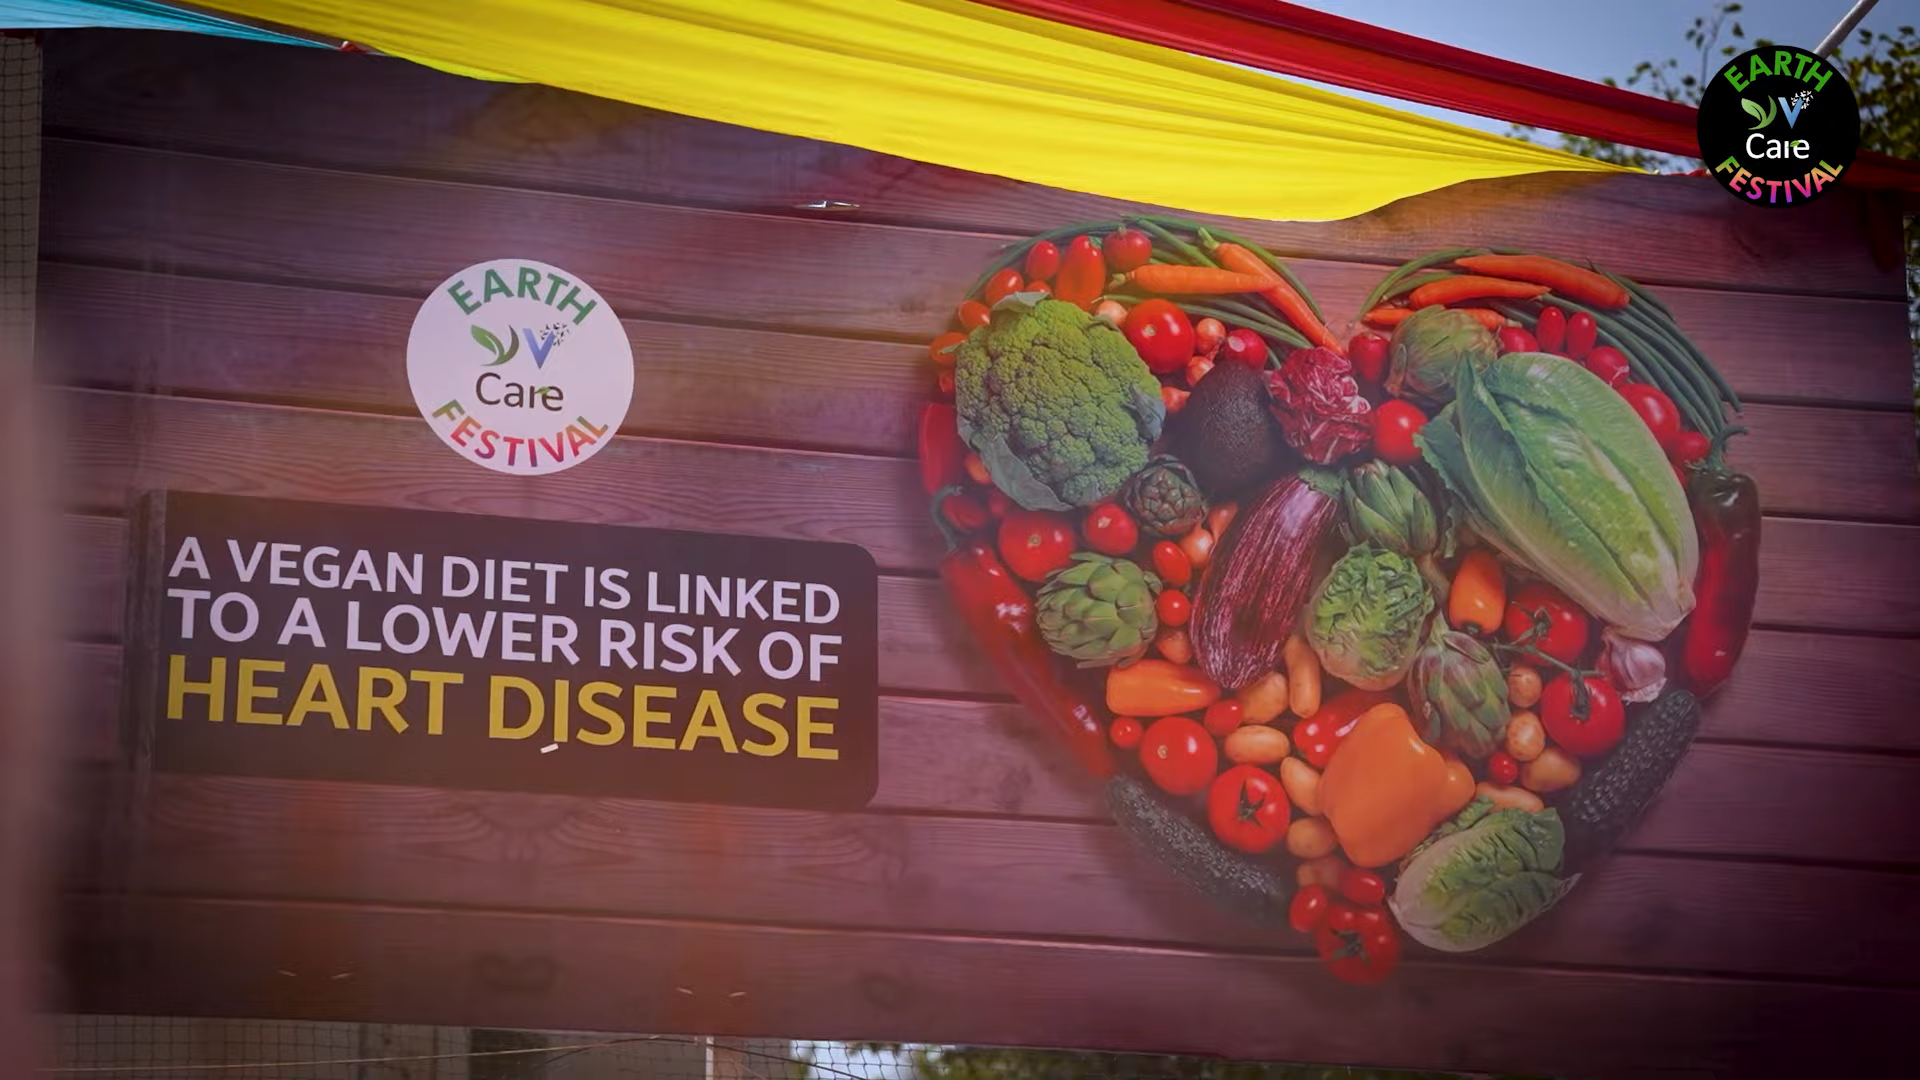 EARTH
V
Care
FESTIVAL
EARTH
V
Care
FESTIVAL
A VEGAN DIET IS LINKED
TO A LOWER RISK OF
HEART DISEASE